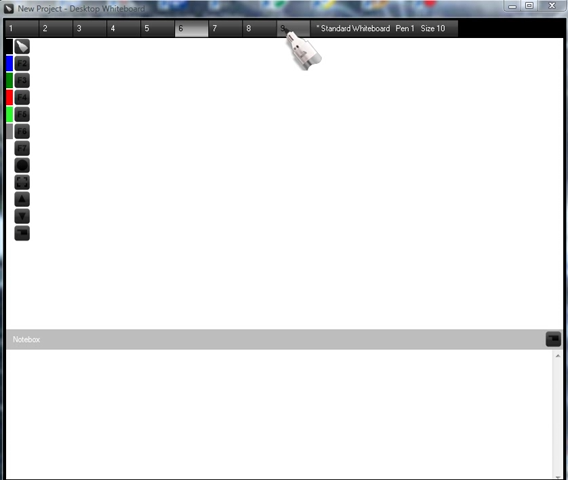 New Project - Desktop Whiteboard
1 2 3 4 5 6 7 8 9 * Standard Whiteboard Pen 1 Size 10
F2
F3
F4
F5
F6
F7
Notebox